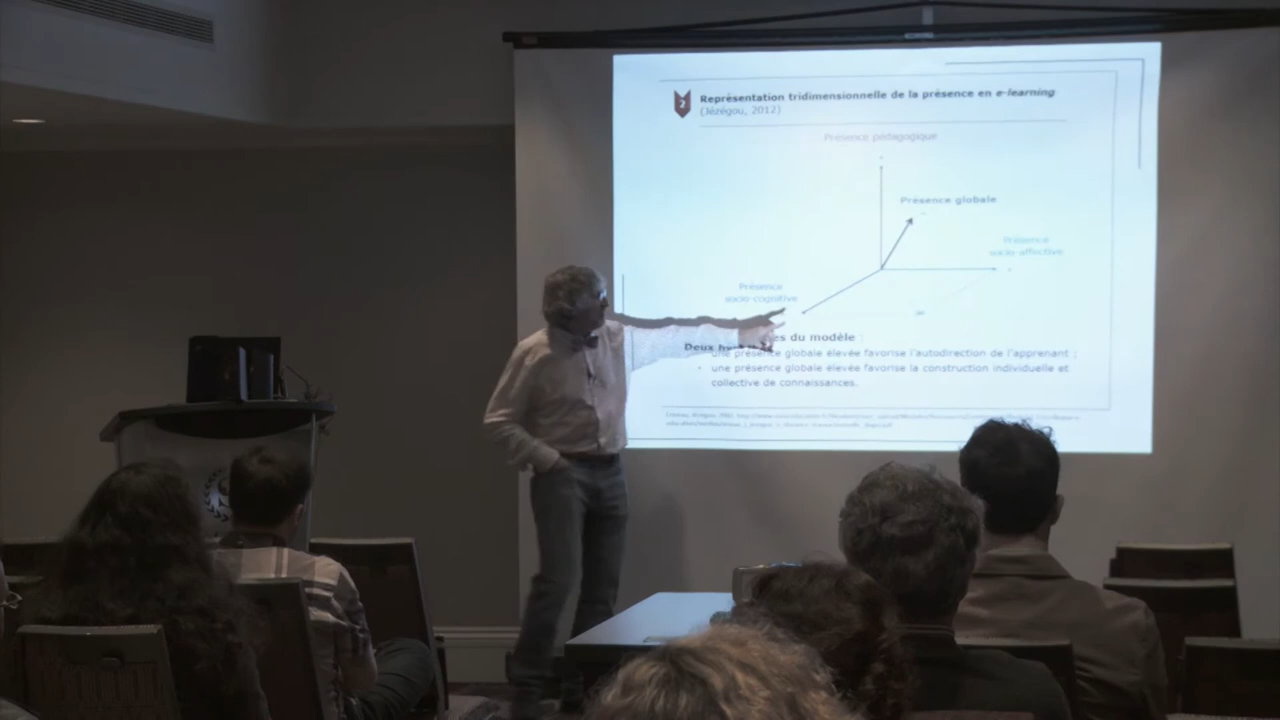 Représentation tridimensionnelle de la présence en e-learning
(Jézégou, 2012)
Présence pédagogique
Présence globale
Présence
socio-affective
Présence
socio-cognitive
Deux es du modèle :
une présence globale élevée favorise l'autodirection de l'apprenant ;
• une présence globale élevée favorise la construction individuelle et
collective de connaissances.